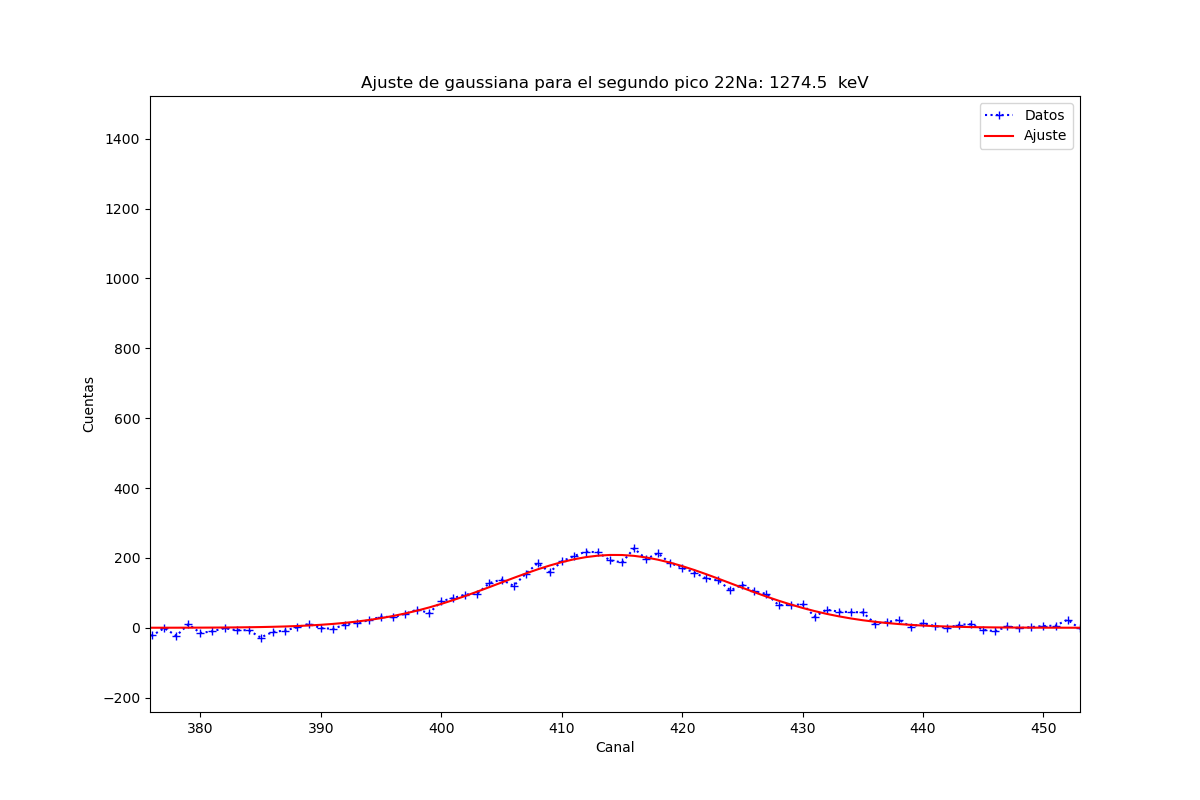 Ajuste de gaussiana para el segundo pico 22Na: 1274.5  keV
Datos
Ajuste
1400
1200
1000
800
600
400
200
0
−200
Cuentas
380 390 400 410 420 430 440 450
Canal